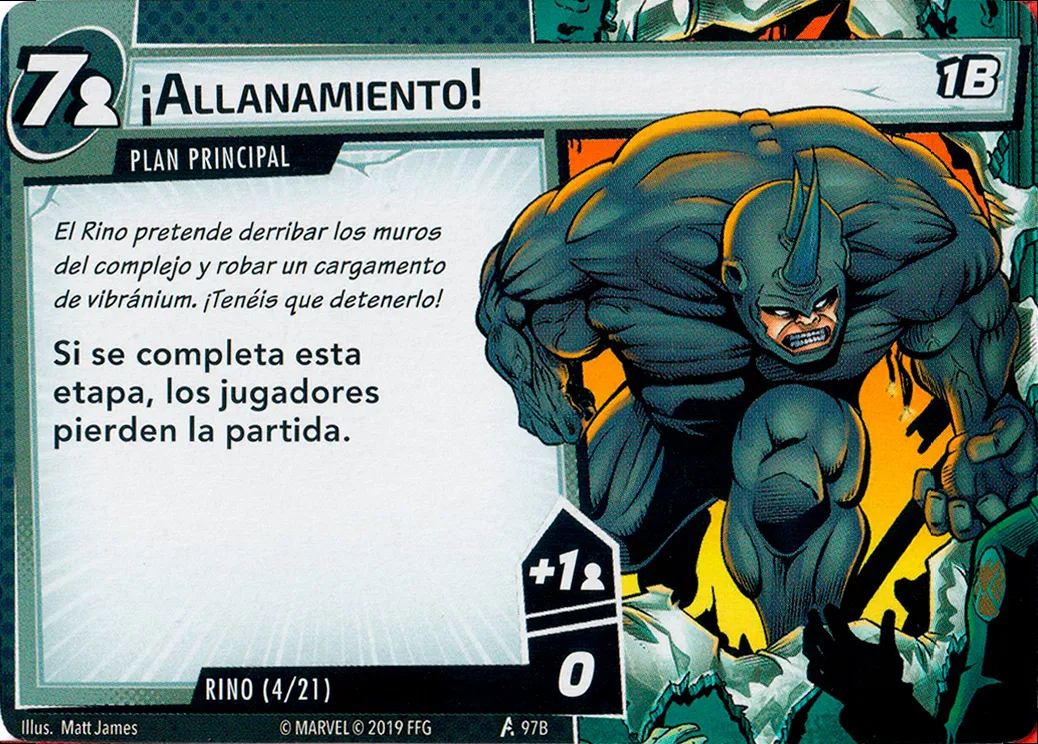 7
¡ALLANAMIENTO!
1B
PLAN PRINCIPAL
El Rino pretende derribar los muros
del complejo y robar un cargamento
de vibránium. ¡Tenéis que detenerlo!
Si se completa esta
etapa, los jugadores
pierden la partida.
+1
0
RINO (4/21)
Illus. Matt James
© MARVEL © 2019 FFG
97B